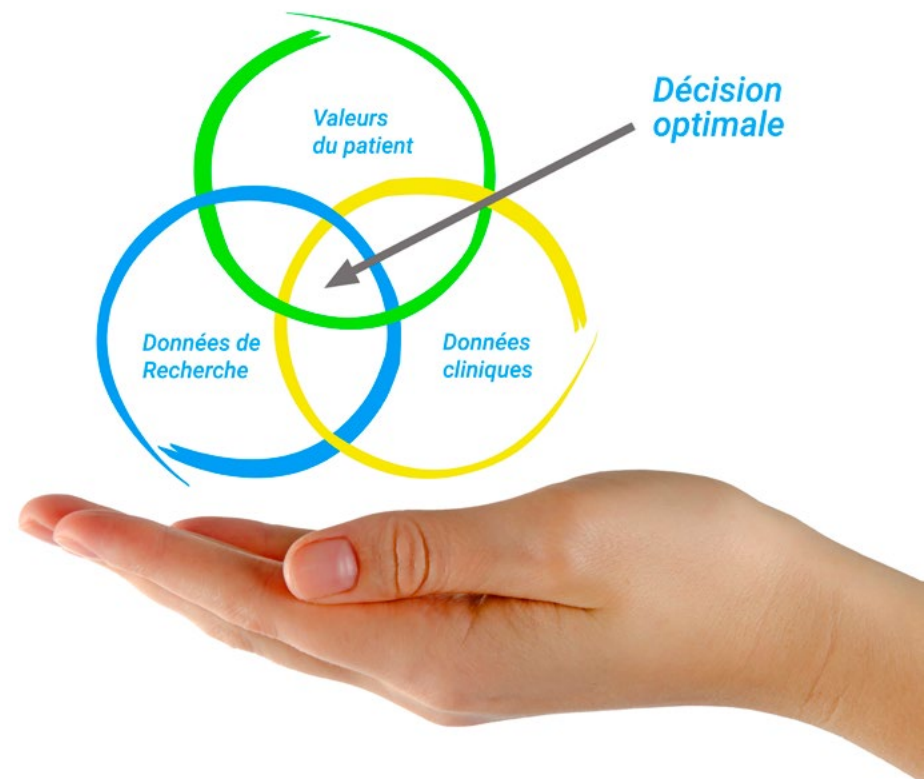 Valeurs
du patient
Décision
optimale
Données de
Recherche
Données
cliniques